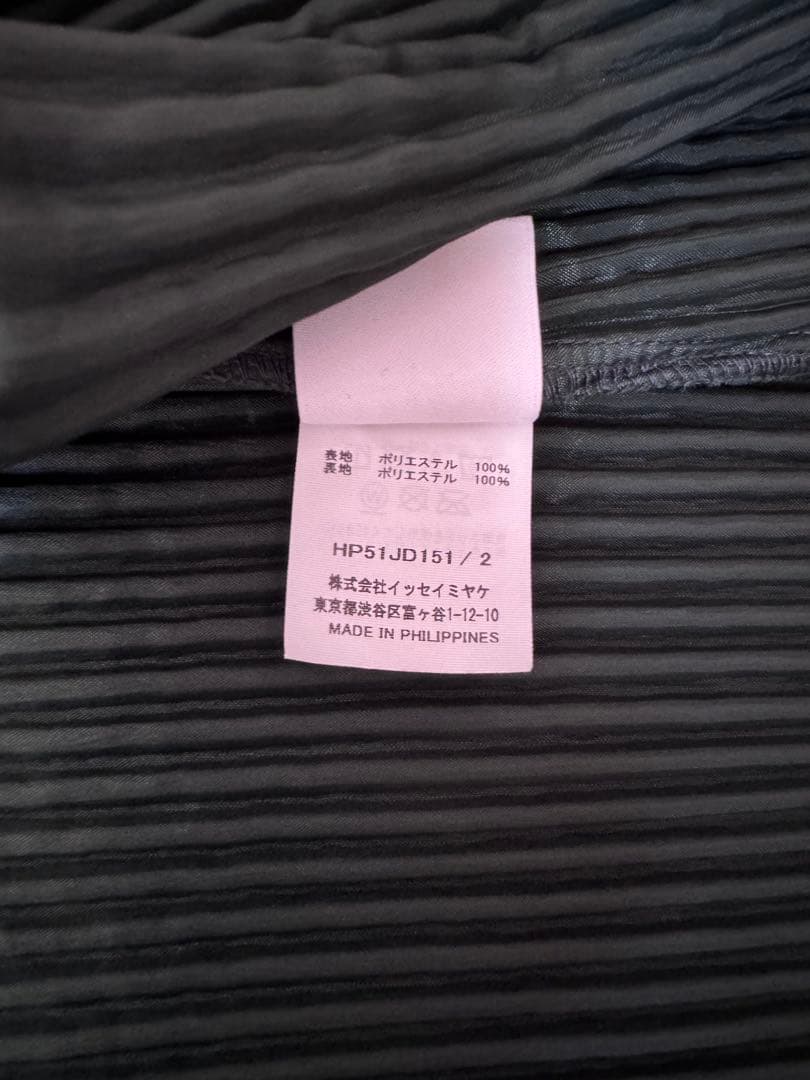 表地 ポリエステル 100%
表地 ポリエステル 100%
HP51JD151 / 2
株式会社イッセイミヤケ
東京都渋谷区富ヶ谷1-12-10
MADE IN PHILIPPINES